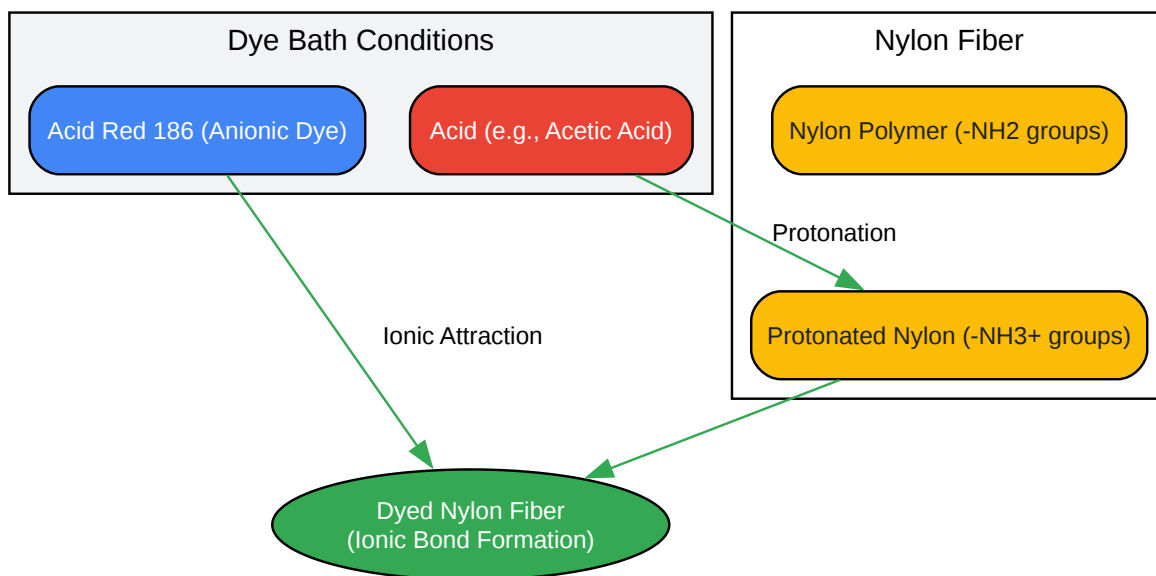 Dye Bath Conditions
Nylon Fiber
Acid Red 186 (Anionic Dye)
Acid (e.g., Acetic Acid)
Nylon Polymer (-NH2 groups)
Protonation
Protonated Nylon (-NH3+ groups)
Ionic Attraction
Dyed Nylon Fiber
(Ionic Bond Formation)